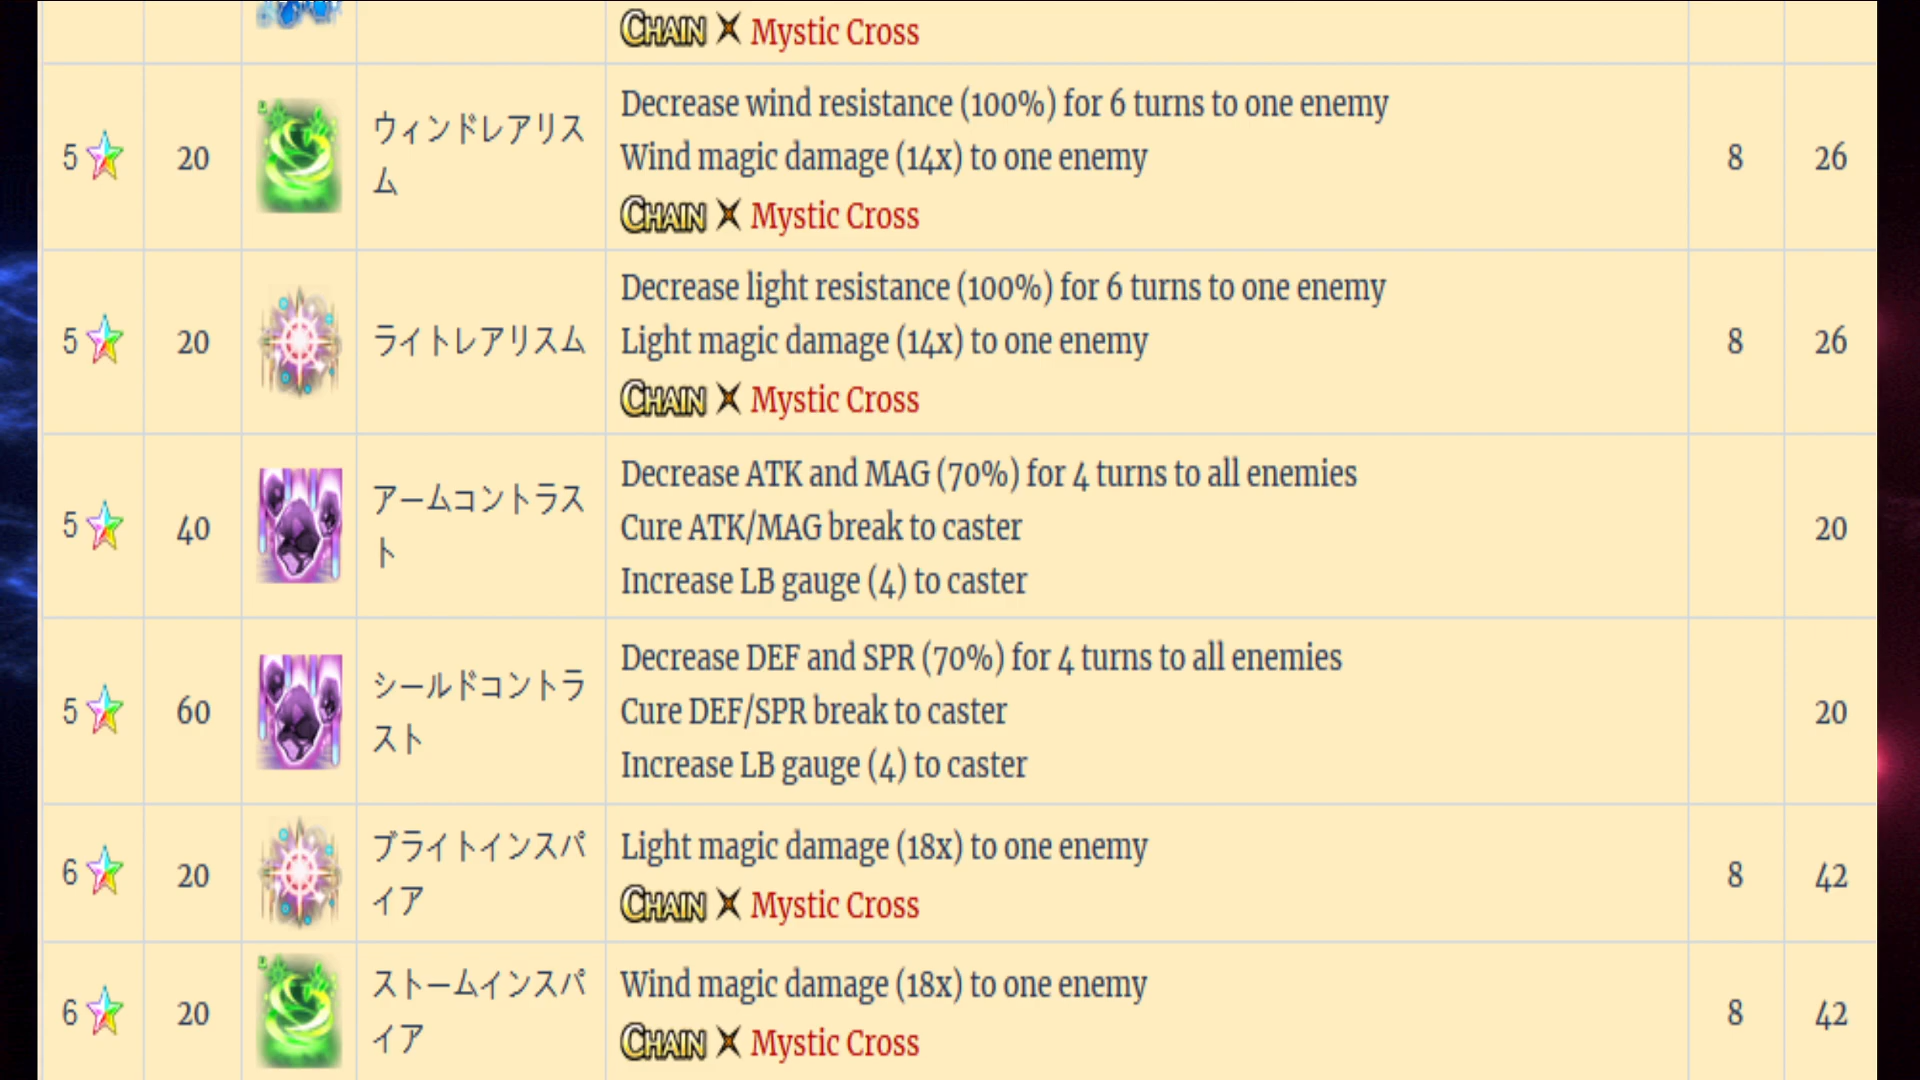 CHAIN Mystic Cross
5 20 ウィンドレアリス
ム
Decrease wind resistance (100%) for 6 turns to one enemy
Wind magic damage (14x) to one enemy
CHAIN Mystic Cross
8 26
5 20 ライトレアリスム
Decrease light resistance (100%) for 6 turns to one enemy
Light magic damage (14x) to one enemy
CHAIN Mystic Cross
8 26
5 40 アームコントラス
ト
Decrease ATK and MAG (70%) for 4 turns to all enemies
Cure ATK/MAG break to caster
Increase LB gauge (4) to caster
20
5 60 シールドコントラ
スト
Decrease DEF and SPR (70%) for 4 turns to all enemies
Cure DEF/SPR break to caster
Increase LB gauge (4) to caster
20
6 20 ブライトインスパ
イア
Light magic damage (18x) to one enemy
CHAIN Mystic Cross
8 42
6 20 ストームインスパ
イア
Wind magic damage (18x) to one enemy
CHAIN Mystic Cross
8 42